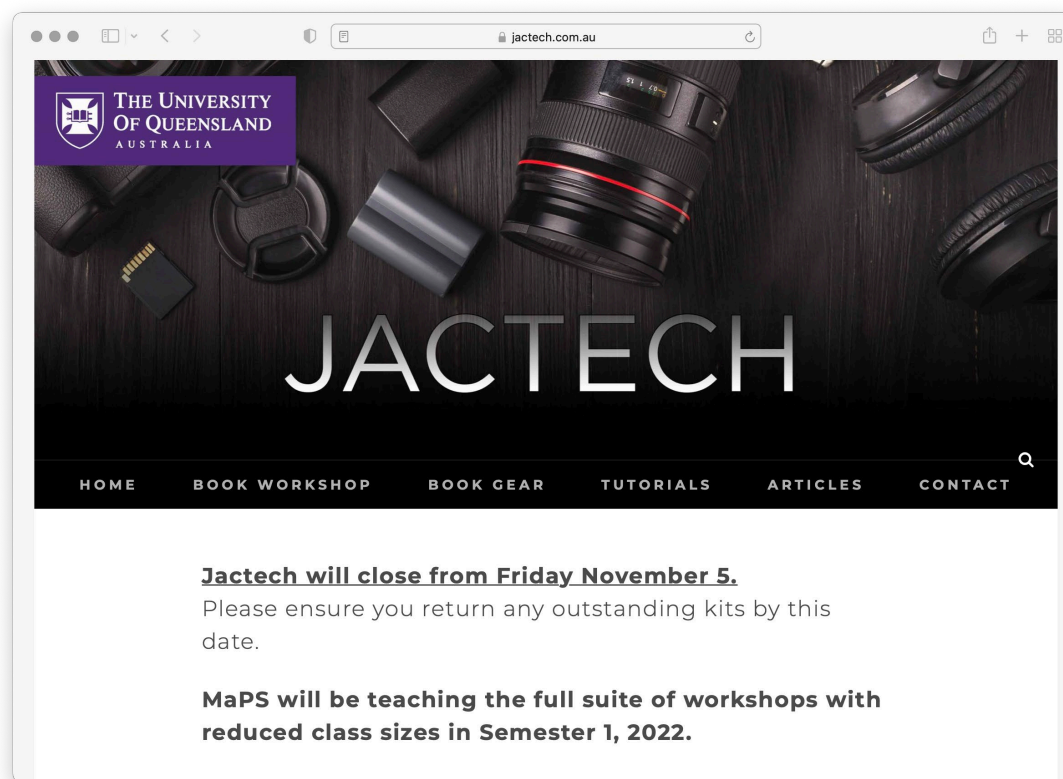 jactech.com.au
THE UNIVERSITY
OF QUEENSLAND
AUSTRALIA
JACTECH
HOME BOOK WORKSHOP BOOK GEAR TUTORIALS ARTICLES CONTACT
Jactech will close from Friday November 5.
Please ensure you return any outstanding kits by this
date.
MaPS will be teaching the full suite of workshops with
reduced class sizes in Semester 1, 2022.